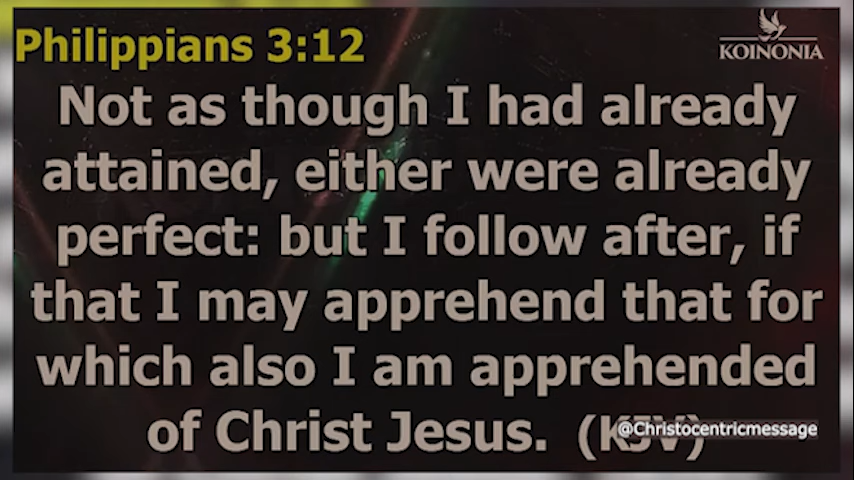 Philippians 3:12
KOINONIA
Not as though I had already
attained, either were already
perfect: but I follow after, if
that I may apprehend that for
which also I am apprehended
of Christ Jesus. (KJV)
@Christocentricmessage